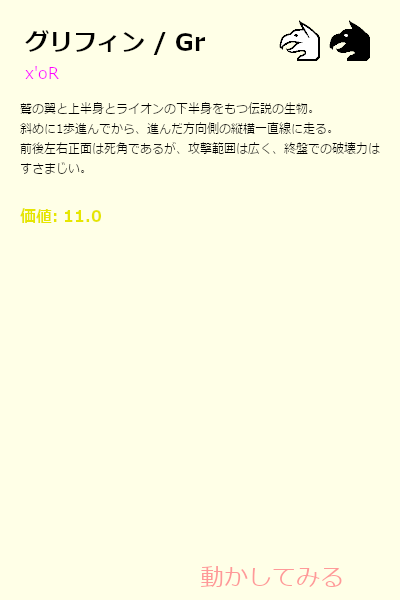 グリフィン / Gr
x'oR
鷲の翼と上半身とライオンの下半身をもつ伝説の生物。
斜めに1歩進んでから、進んだ方向側の縦横一直線に走る。
前後左右正面は死角であるが、攻撃範囲は広く、終盤での破壊力は
すさまじい。
価値: 11.0
動かしてみる